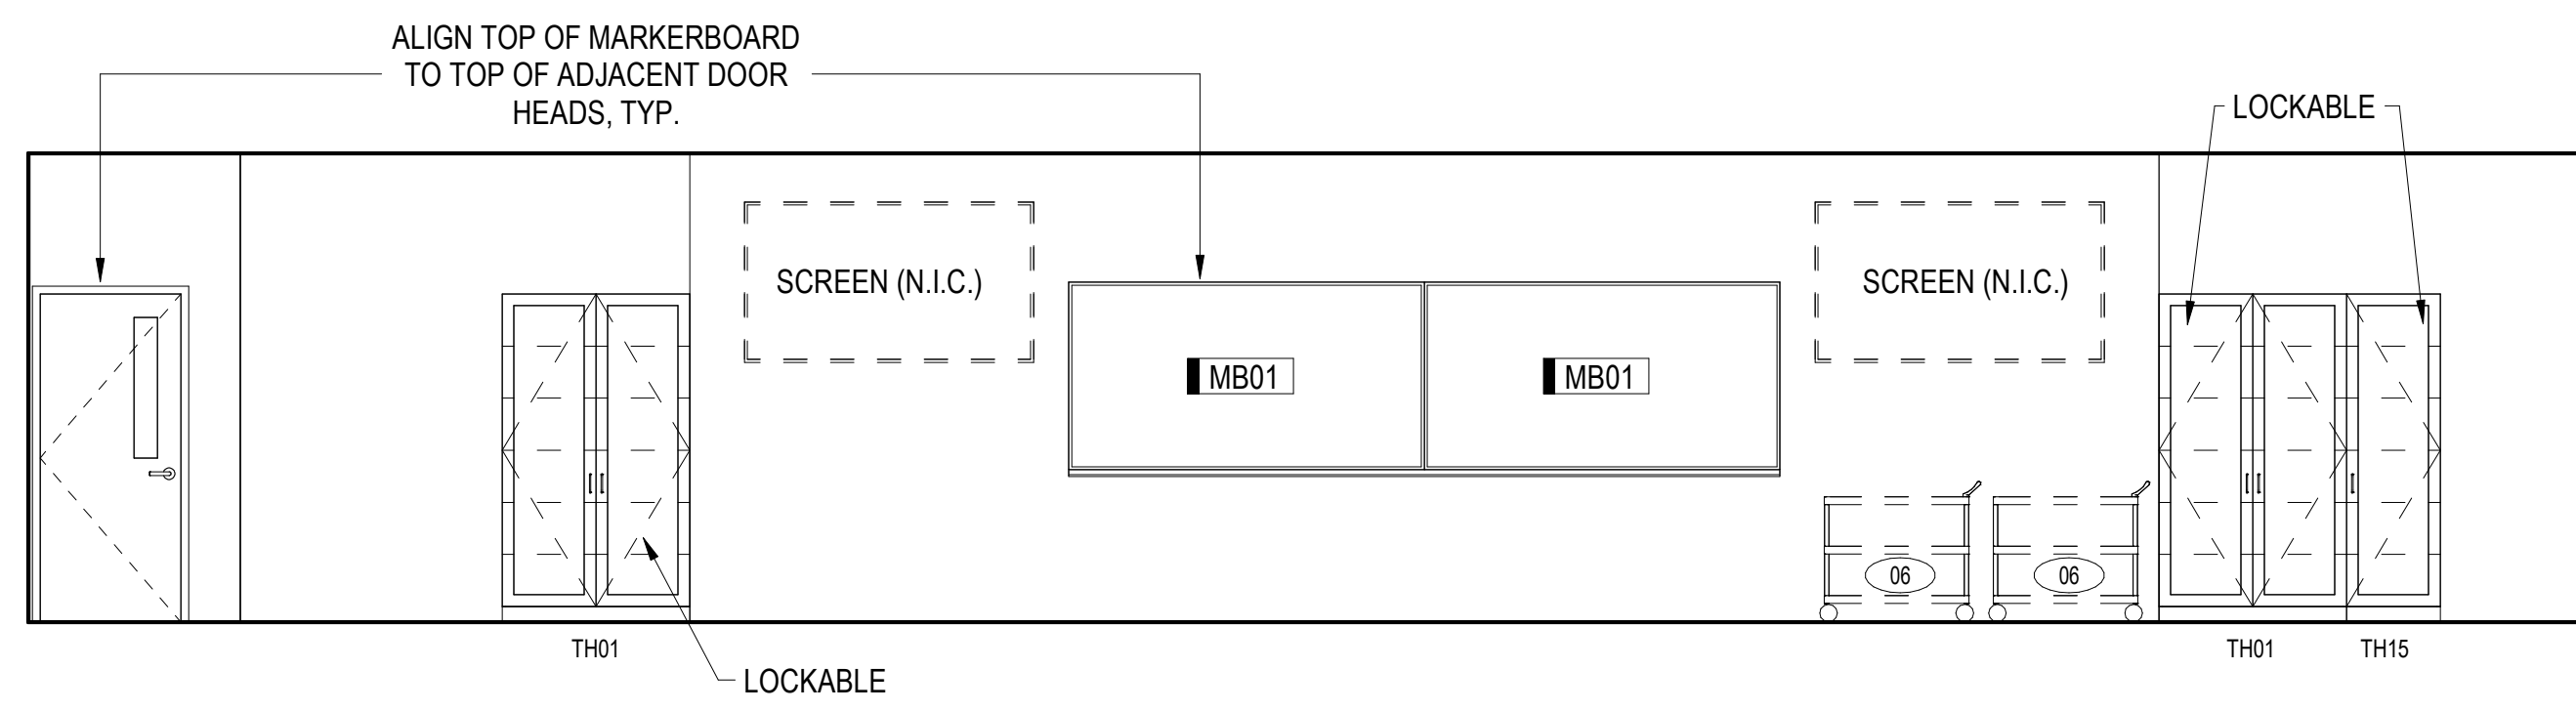 ALIGN TOP OF MARKERBOARD
TO TOP OF ADJACENT DOOR
HEADS, TYP.
LOCKABLE
SCREEN (N.I.C.)
SCREEN (N.I.C.)
MB01
MB01
06
06
TH01
TH01
TH15
LOCKABLE